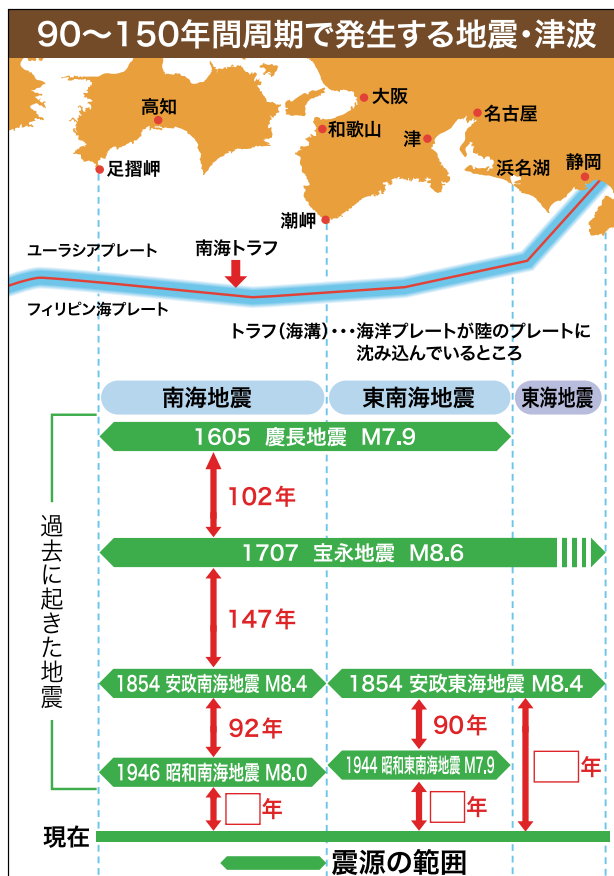 90〜150年間周期で発生する地震・津波
高知
大阪
和歌山
名古屋
津
足摺岬
浜名湖
静岡
潮岬
ユーラシアプレート
南海トラフ
フィリピン海プレート
トラフ（海溝）・・・海洋プレートが陸のプレートに
沈み込んでいるところ
南海地震
東南海地震
東海地震
過去に起きた地震
1605 慶長地震 M7.9
102年
1707 宝永地震 M8.6
147年
1854 安政南海地震 M8.4
1854 安政東海地震 M8.4
92年
90年
1946 昭和南海地震 M8.0
1944 昭和東南海地震 M7.9
□年
□年
□年
現在
震源の範囲